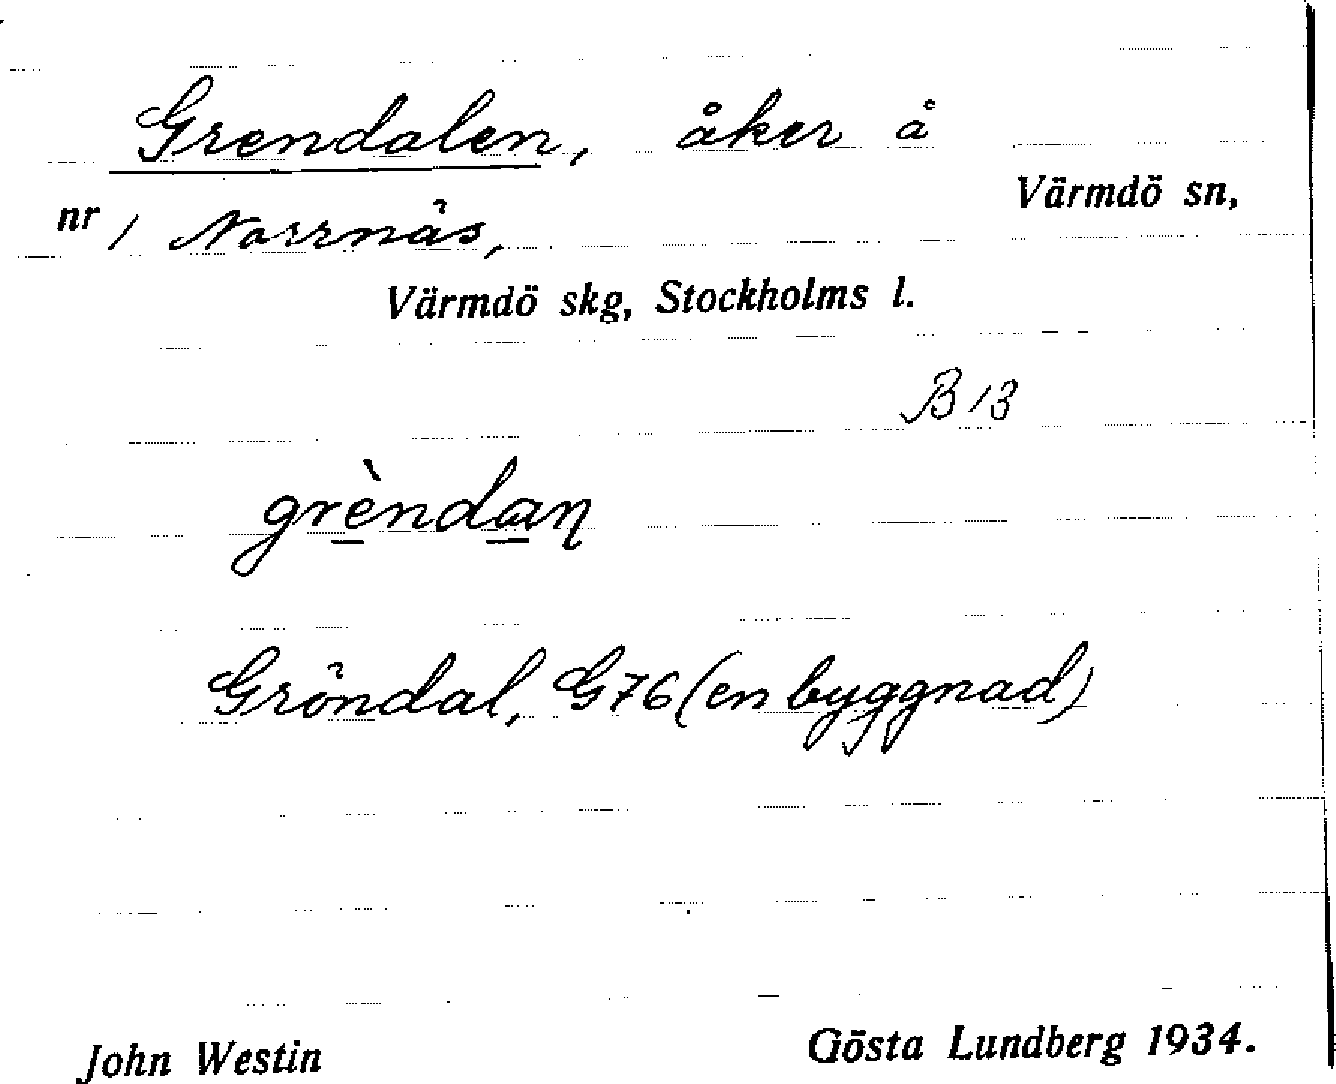 Grendalen, åker å
Värmdö sn,
nr 1 Norrnäs,
Värmdö skg, Stockholms l.
B 13
grèndaɳ
Gröndal, G76 (en byggnad)
John Westin Gösta Lundberg 1934.